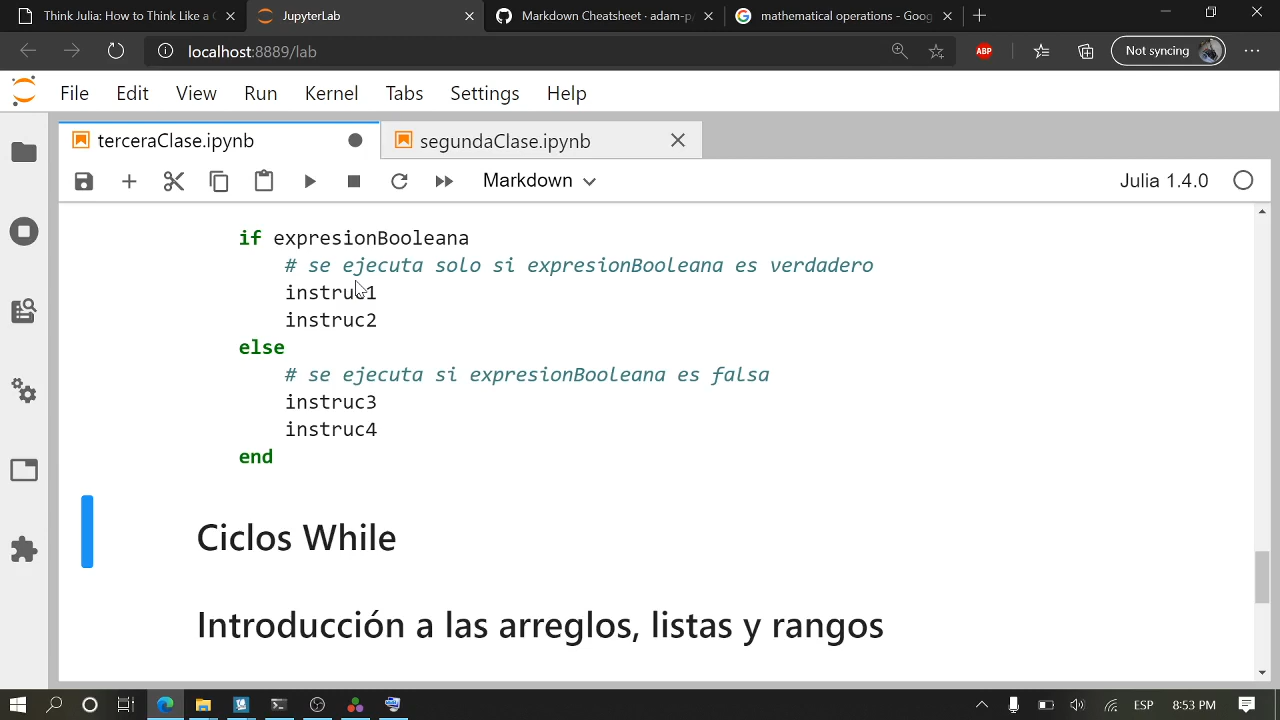 Think Julia: How to Think Like a C
JupyterLab
Markdown Cheatsheet · adam-p
mathematical operations - Goog
localhost:8889/lab
ABP
Not syncing
File Edit View Run Kernel Tabs Settings Help
terceraClase.ipynb
segundaClase.ipynb
Markdown
Julia 1.4.0
if expresionBooleana
# se ejecuta solo si expresionBooleana es verdadero
instruc1
instruc2
else
# se ejecuta si expresionBooleana es falsa
instruc3
instruc4
end
Ciclos While
Introducción a las arreglos, listas y rangos
ESP
8:53 PM